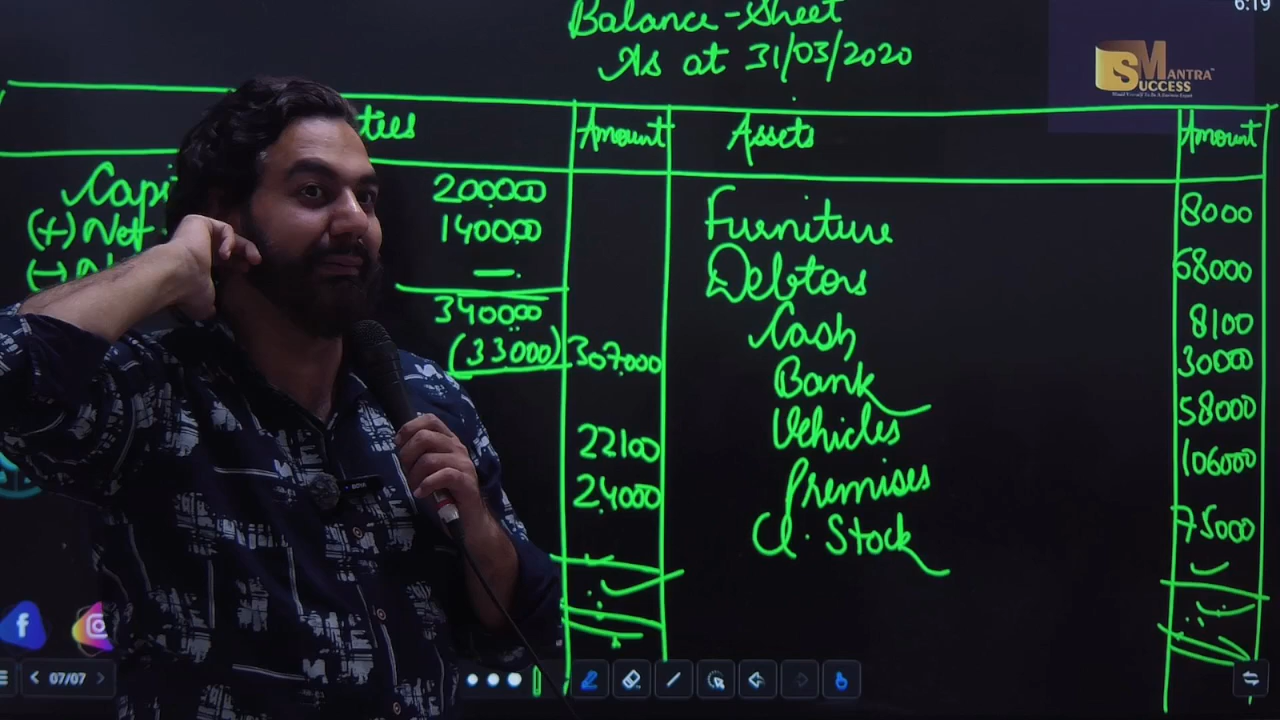 6:19
Balance-Sheet
As at 31/03/2020
MANTRA
SUCCESS
ties Amount Assets Amount
Capi 200000
(+) Net 140000
(-)
340000
(33000) 307000
22100
24000
Furniture 8000
Debtors 68000
Cash 8100
Bank 30000
Vehicles 58000
Premises 106000
Cl. Stock 75000
07/07